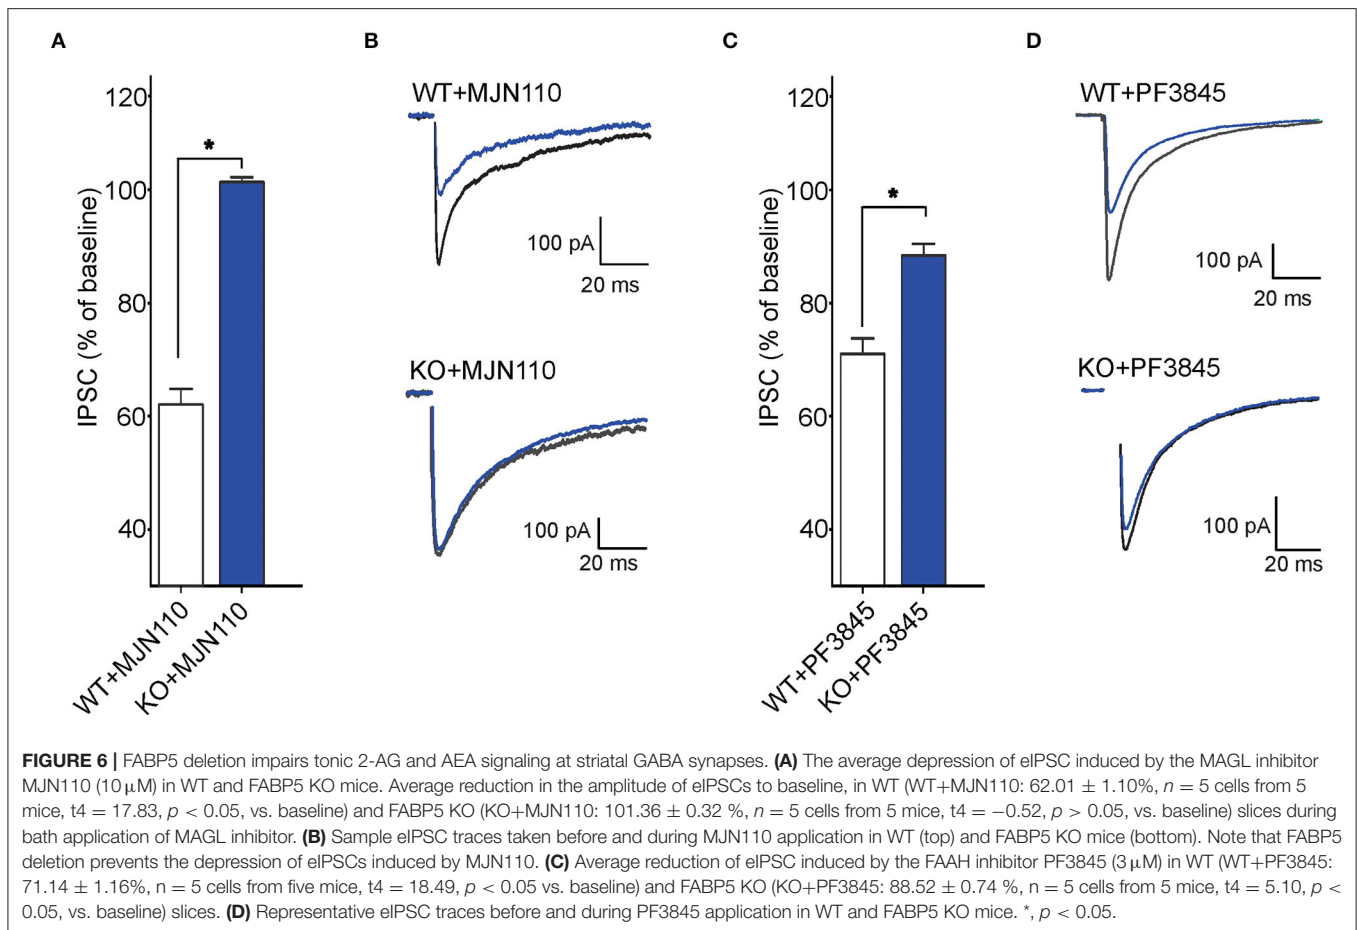 A
B
C
D
120
100
80
60
40
IPSC (% of baseline)
*
WT+MJN110
KO+MJN110
WT+MJN110
100 pA
20 ms
KO+MJN110
100 pA
20 ms
120
100
80
60
40
IPSC (% of baseline)
*
WT+PF3845
KO+PF3845
WT+PF3845
100 pA
20 ms
KO+PF3845
100 pA
20 ms
FIGURE 6 | FABP5 deletion impairs tonic 2-AG and AEA signaling at striatal GABA synapses. (A) The average depression of eIPSC induced by the MAGL inhibitor
MJN110 (10 μM) in WT and FABP5 KO mice. Average reduction in the amplitude of eIPSCs to baseline, in WT (WT+MJN110: 62.01 ± 1.10%, n = 5 cells from 5
mice, t4 = 17.83, p < 0.05, vs. baseline) and FABP5 KO (KO+MJN110: 101.36 ± 0.32 %, n = 5 cells from 5 mice, t4 = −0.52, p > 0.05, vs. baseline) slices during
bath application of MAGL inhibitor. (B) Sample eIPSC traces taken before and during MJN110 application in WT (top) and FABP5 KO mice (bottom). Note that FABP5
deletion prevents the depression of eIPSCs induced by MJN110. (C) Average reduction of eIPSC induced by the FAAH inhibitor PF3845 (3 μM) in WT (WT+PF3845:
71.14 ± 1.16%, n = 5 cells from five mice, t4 = 18.49, p < 0.05 vs. baseline) and FABP5 KO (KO+PF3845: 88.52 ± 0.74 %, n = 5 cells from 5 mice, t4 = 5.10, p <
0.05, vs. baseline) slices. (D) Representative eIPSC traces before and during PF3845 application in WT and FABP5 KO mice. *, p < 0.05.